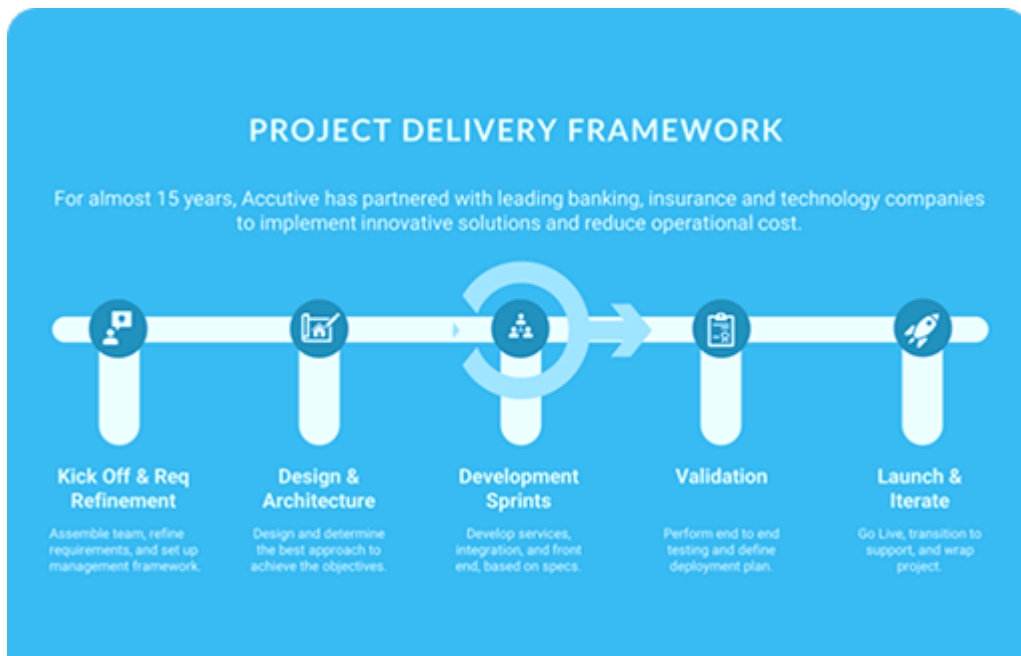 PROJECT DELIVERY FRAMEWORK
For almost 15 years, Accutive has partnered with leading banking, insurance and technology companies
to implement innovative solutions and reduce operational cost.
Kick Off & Req
Refinement
Assemble team, refine
requirements, and set up
management framework.
Design &
Architecture
Design and determine
the best approach to
achieve the objectives.
Development
Sprints
Develop services,
integration, and front
end, based on specs.
Validation
Perform end to end
testing and define
deployment plan.
Launch &
Iterate
Go Live, transition to
support, and wrap
project.